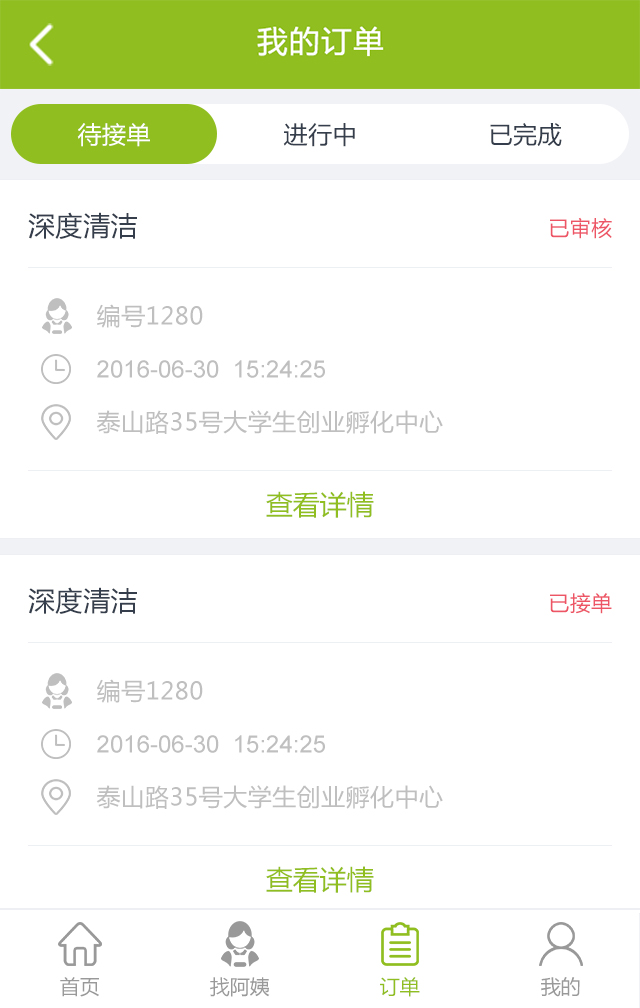 我的订单
待接单 进行中 已完成
深度清洁 已审核
编号1280
2016-06-30 15:24:25
泰山路35号大学生创业孵化中心
查看详情
深度清洁 已接单
编号1280
2016-06-30 15:24:25
泰山路35号大学生创业孵化中心
查看详情
首页 找阿姨 订单 我的